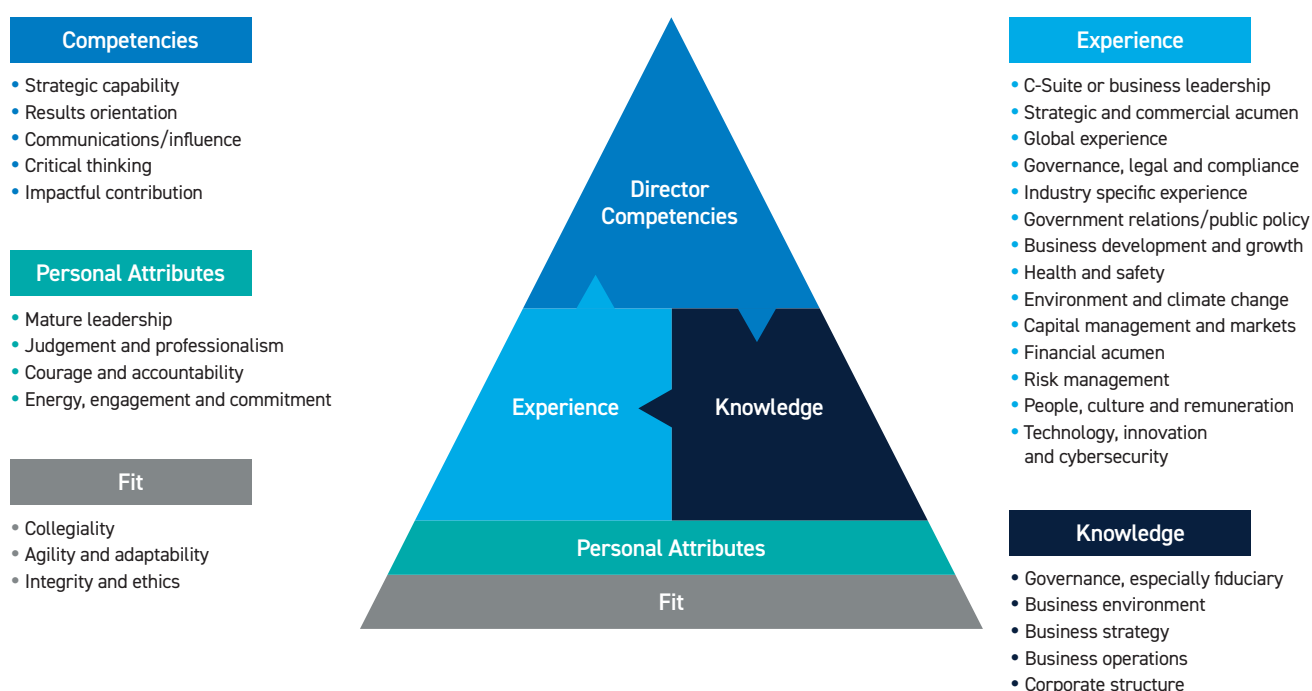 Competencies
• Strategic capability
• Results orientation
• Communications/influence
• Critical thinking
• Impactful contribution
Personal Attributes
• Mature leadership
• Judgement and professionalism
• Courage and accountability
• Energy, engagement and commitment
Fit
• Collegiality
• Agility and adaptability
• Integrity and ethics
Director
Competencies
Experience
Knowledge
Personal Attributes
Fit
Experience
• C-Suite or business leadership
• Strategic and commercial acumen
• Global experience
• Governance, legal and compliance
• Industry specific experience
• Government relations/public policy
• Business development and growth
• Health and safety
• Environment and climate change
• Capital management and markets
• Financial acumen
• Risk management
• People, culture and remuneration
• Technology, innovation
and cybersecurity
Knowledge
• Governance, especially fiduciary
• Business environment
• Business strategy
• Business operations
• Corporate structure